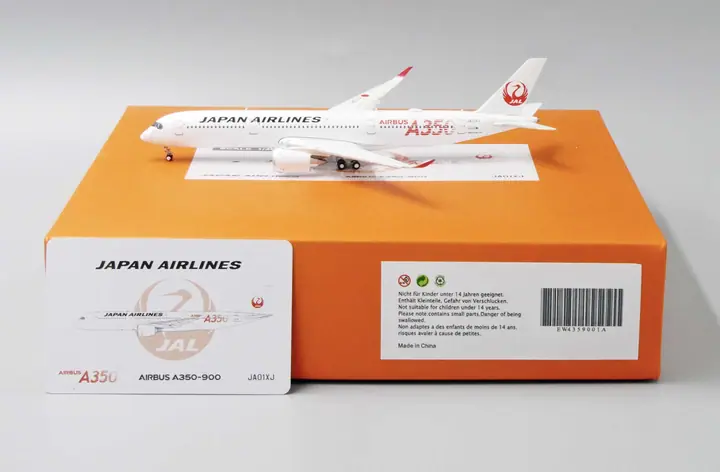 JAPAN AIRLINES
AIRBUS
A350
JAL
JA01XJ
JAPAN AIRLINES
JAPAN AIRLINES
A350
JAL
AIRBUS A350
AIRBUS A350-900
JA01XJ
Nicht für Kinder unter 14 Jahren geeignet.
Enthält Kleinteile, Gefahr von Verschlucken.
Not suitable for children under 14 years.
Please note contains small parts,Danger of being
swallowed.
Non adaptes a des enfants de moins de 14 ans.
risques avaler à cause de petites.
Made in China
EW4359001A